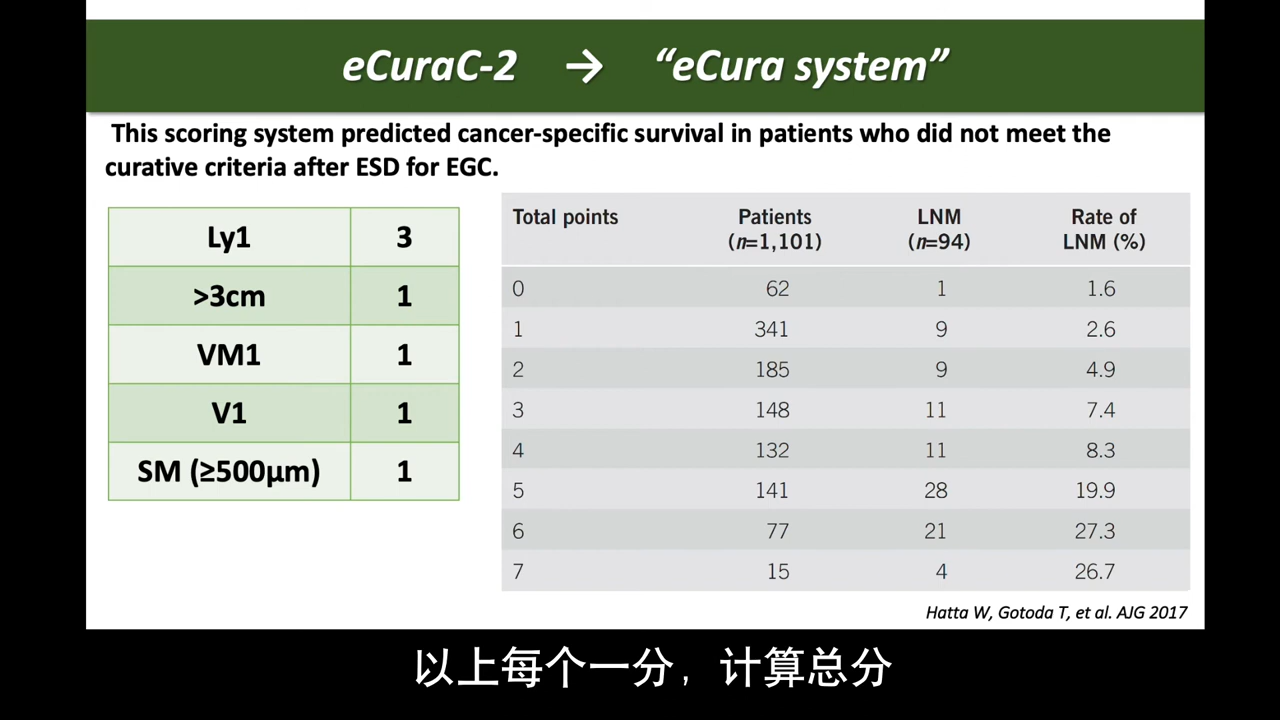 eCuraC-2 → “eCura system”
This scoring system predicted cancer-specific survival in patients who did not meet the
curative criteria after ESD for EGC.
Ly1 3
>3cm 1
VM1 1
V1 1
SM (≥500μm) 1
Total points Patients (n=1,101) LNM (n=94) Rate of LNM (%)
0 62 1 1.6
1 341 9 2.6
2 185 9 4.9
3 148 11 7.4
4 132 11 8.3
5 141 28 19.9
6 77 21 27.3
7 15 4 26.7
Hatta W, Gotoda T, et al. AJG 2017
以上每个一分，计算总分